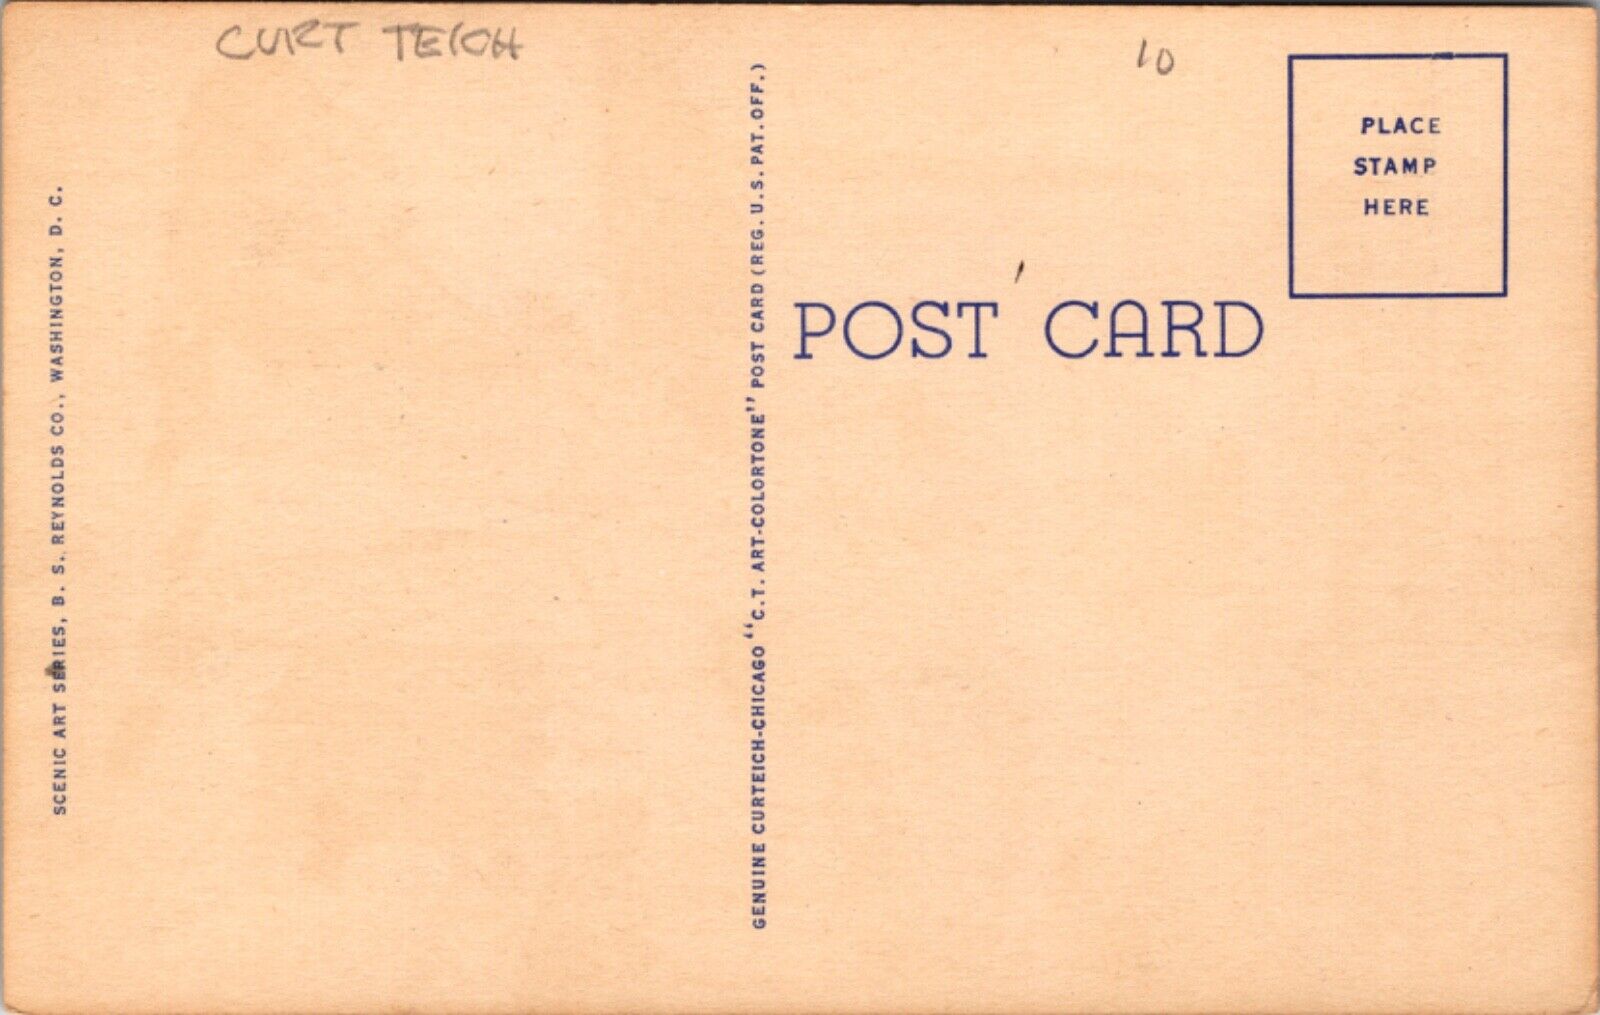 CURT TEICH
10
PLACE
STAMP
HERE
POST CARD
SCENIC ART SERIES, B. S. REYNOLDS CO., WASHINGTON, D. C.
GENUINE CURTEICH-CHICAGO "C.T. ART-COLORTONE" POST CARD (REG. U.S. PAT. OFF.)